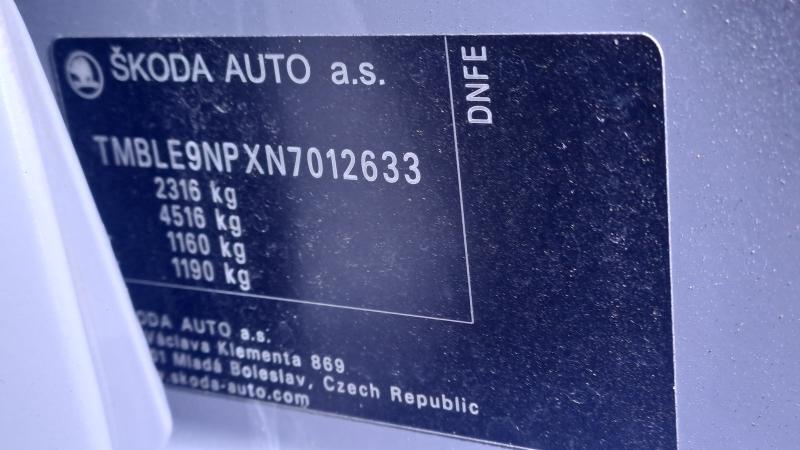 ŠKODA AUTO a.s.
DNFE
TMBLE9NPXN7012633
2316 kg
4516 kg
1160 kg
1190 kg
AUTO a.s.
Václava Klementa 869
Mladá Boleslav, Czech Republic
skoda-auto.com